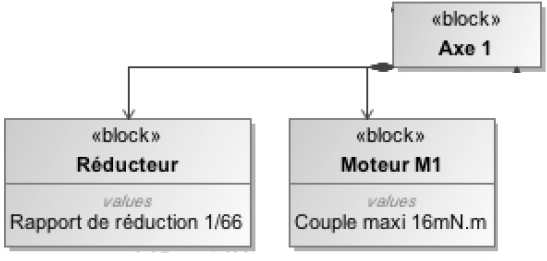 «block»
Axe 1
«block»
Réducteur
values
Rapport de réduction 1/66
«block»
Moteur M1
values
Couple maxi 16mN.m